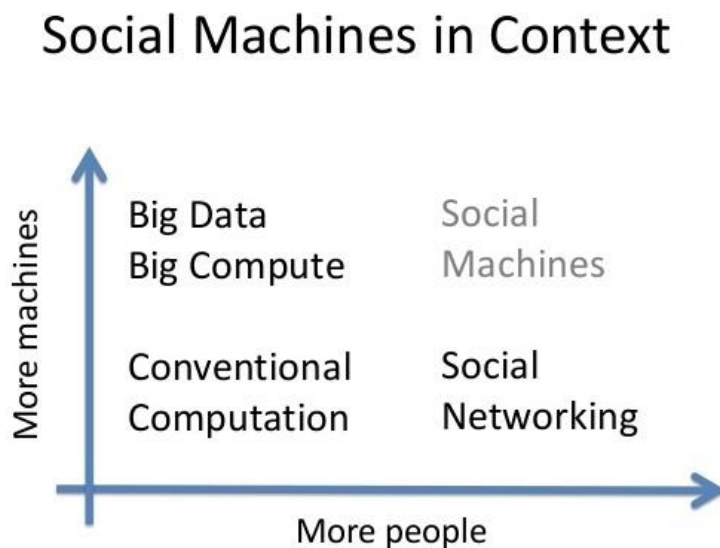 Social Machines in Context
More machines
Big Data
Big Compute
Social
Machines
Conventional
Computation
Social
Networking
More people